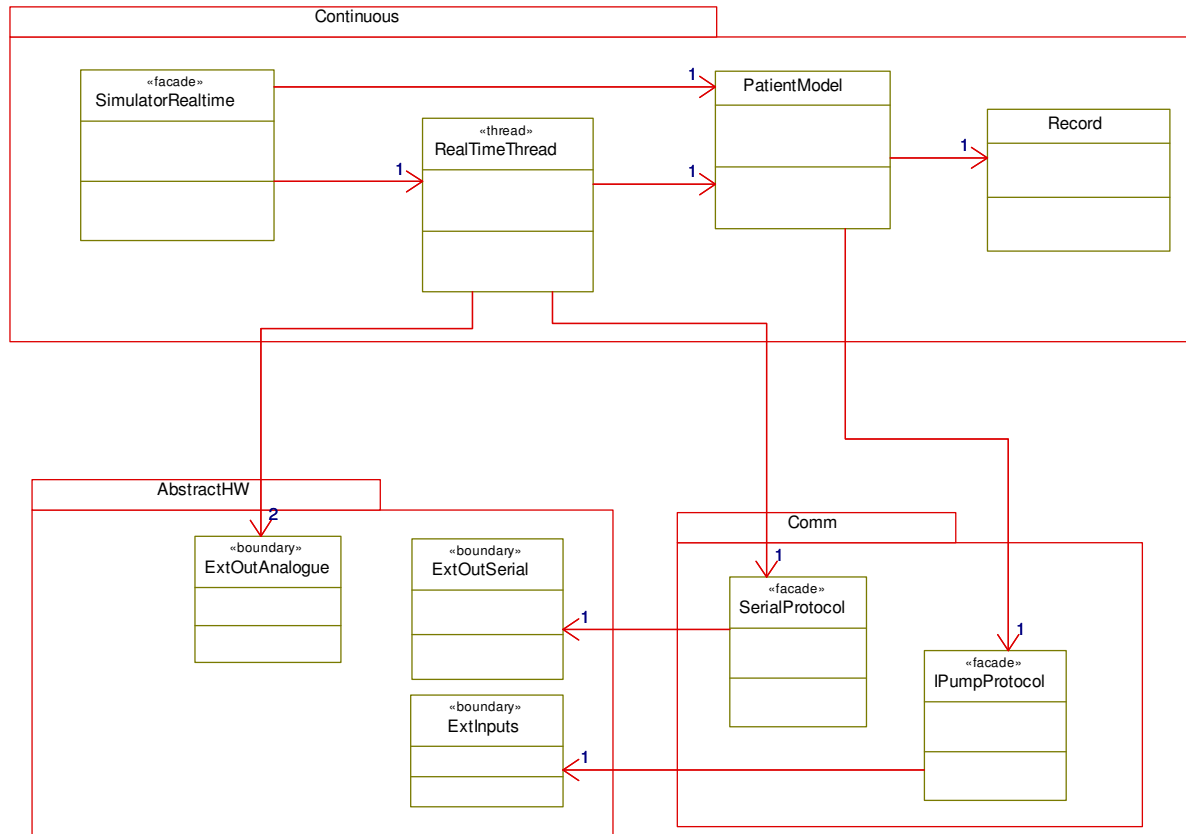 Continuous
«facade»
SimulatorRealtime
1
PatientModel
«thread»
RealTimeThread
1
1
1
Record
AbstractHW
2
«boundary»
ExtOutAnalogue
«boundary»
ExtOutSerial
1
«boundary»
ExtInputs
1
Comm
1
«facade»
SerialProtocol
1
«facade»
IPumpProtocol